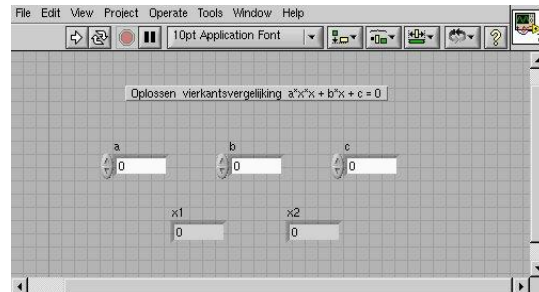 File Edit View Project Operate Tools Window Help
10pt Application Font
Oplossen vierkantsvergelijking a*x*x + b*x + c = 0
a b c
0 0 0
x1 x2
0 0